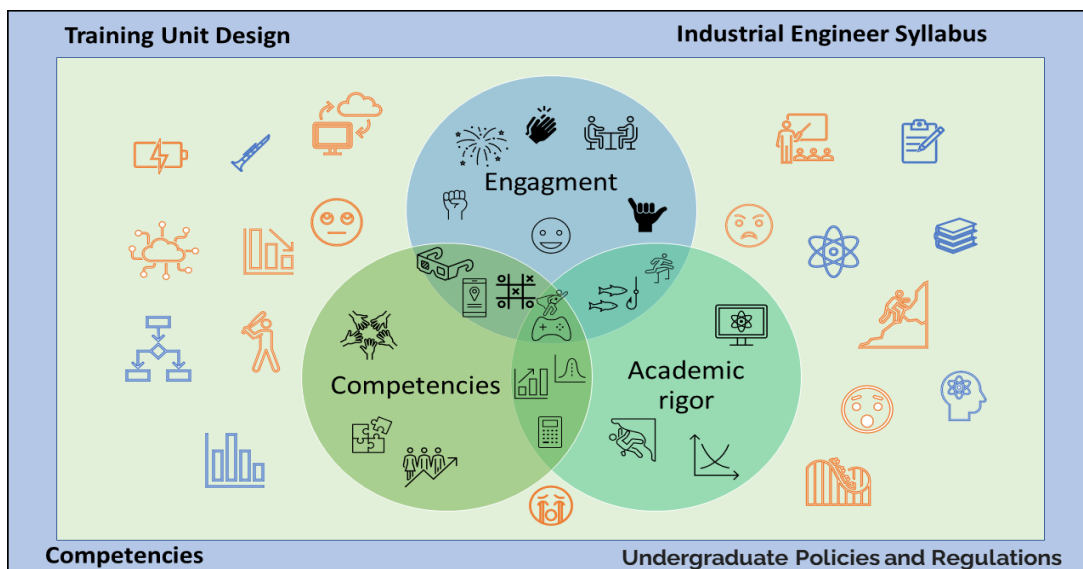 Training Unit Design
Industrial Engineer Syllabus
Engagment
Competencies
Academic
rigor
Competencies
Undergraduate Policies and Regulations